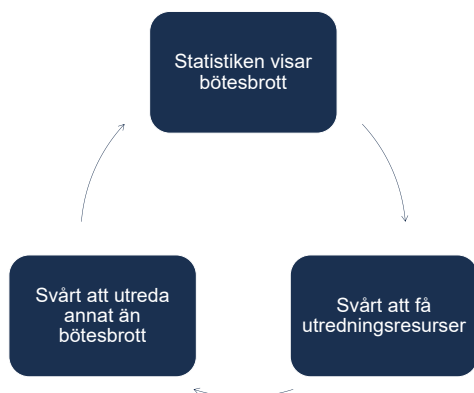 Statistiken visar
bötesbrott
Svårt att få
utredningsresurser
Svårt att utreda
annat än
bötesbrott